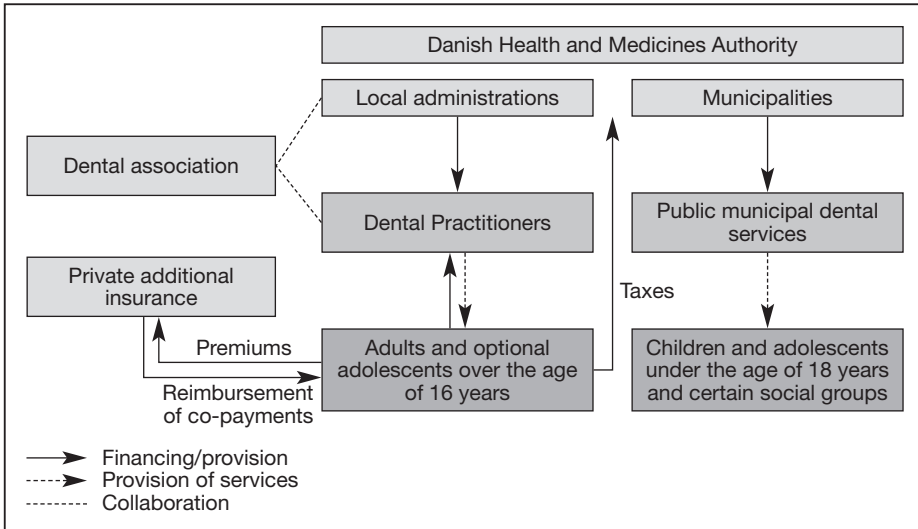 Danish Health and Medicines Authority
Local administrations
Municipalities
Dental association
Dental Practitioners
Public municipal dental
services
Private additional
insurance
Taxes
Premiums
Adults and optional
adolescents over the age
of 16 years
Children and adolescents
under the age of 18 years
and certain social groups
Reimbursement
of co-payments
Financing/provision
Provision of services
Collaboration